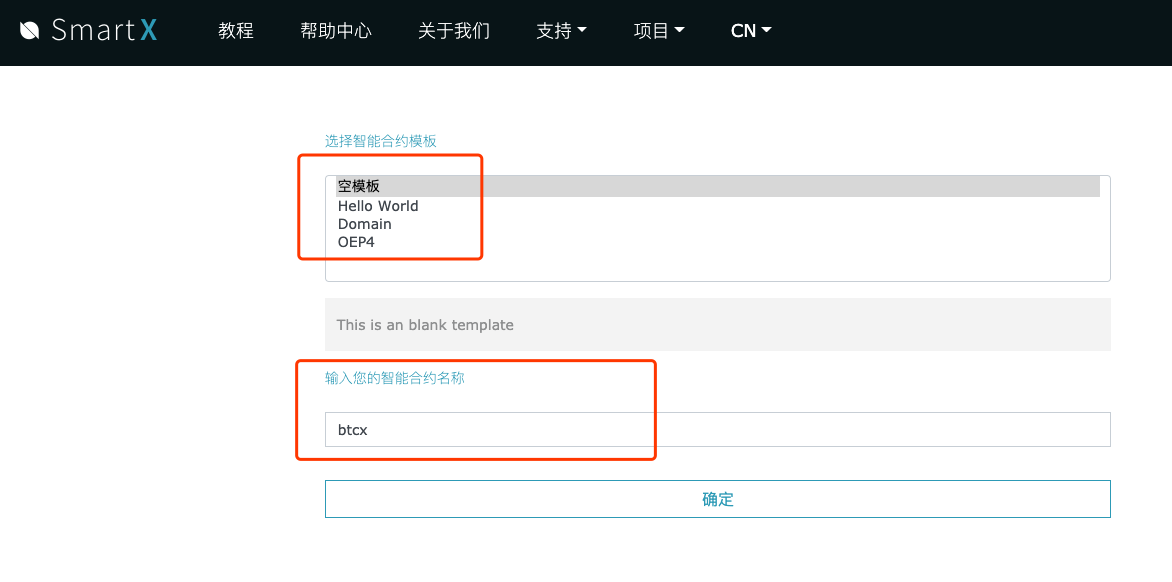 SmartX 教程 帮助中心 关于我们 支持 项目 CN
选择智能合约模板
空模板
Hello World
Domain
OEP4
This is an blank template
输入您的智能合约名称
btcx
确定